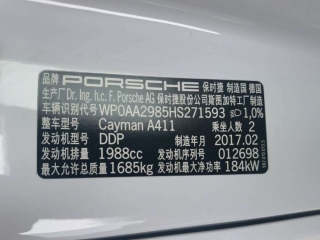 品牌 PORSCHE 保时捷 制造国 德国
生产厂名 Dr. Ing. h.c. F. Porsche AG 保时捷股份公司斯图加特工厂制造
车辆识别代号 WP0AA2985HS271593 1,0%
整车型号 Cayman A411 乘坐人数 2
发动机型号 DDP 制造年月 2017.02
发动机排量 1988cc 序号 012698
最大允许总质量 1685kg 发动机最大净功率 184kW